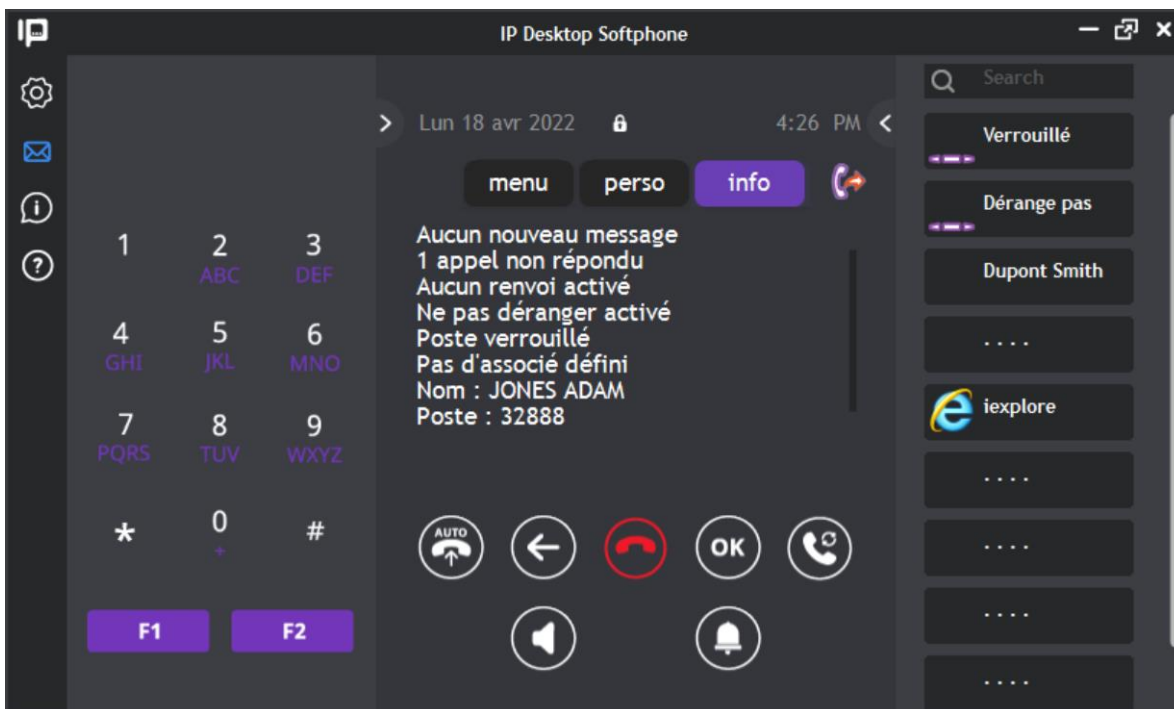 IP
IP Desktop Softphone
Lun 18 avr 2022
4:26 PM
menu perso info
Aucun nouveau message
1 appel non répondu
Aucun renvoi activé
Ne pas déranger activé
Poste verrouillé
Pas d'associé défini
Nom : JONES ADAM
Poste : 32888
1 2 3
ABC DEF
4 5 6
GHI JKL MNO
7 8 9
PQRS TUV WXYZ
* 0 #
+
F1 F2
AUTO
OK
Search
Verrouillé
Dérange pas
Dupont Smith
. . . .
iexplore
. . . .
. . . .
. . . .
. . . .